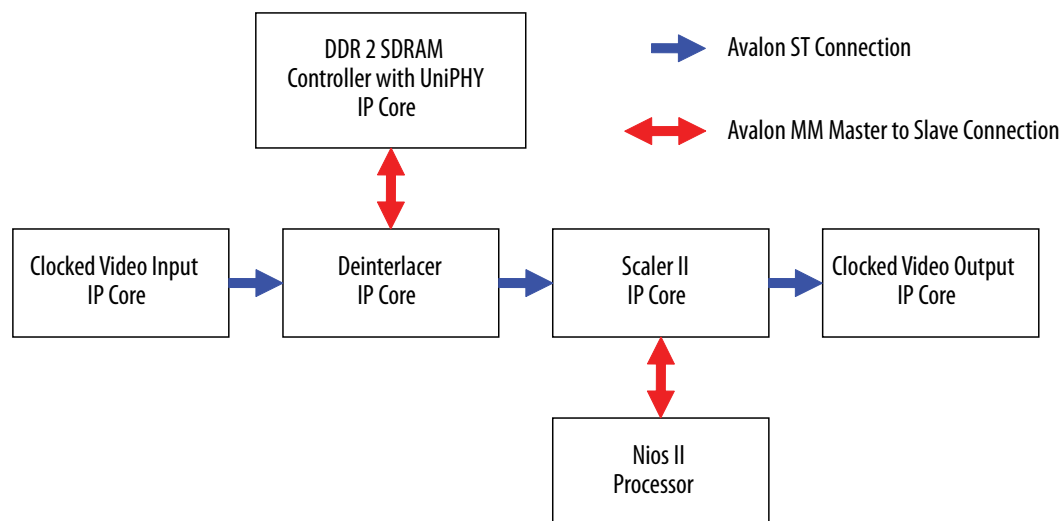 DDR 2 SDRAM
Controller with UniPHY
IP Core
Avalon ST Connection
Avalon MM Master to Slave Connection
Clocked Video Input
IP Core
Deinterlacer
IP Core
Scaler II
IP Core
Clocked Video Output
IP Core
Nios II
Processor